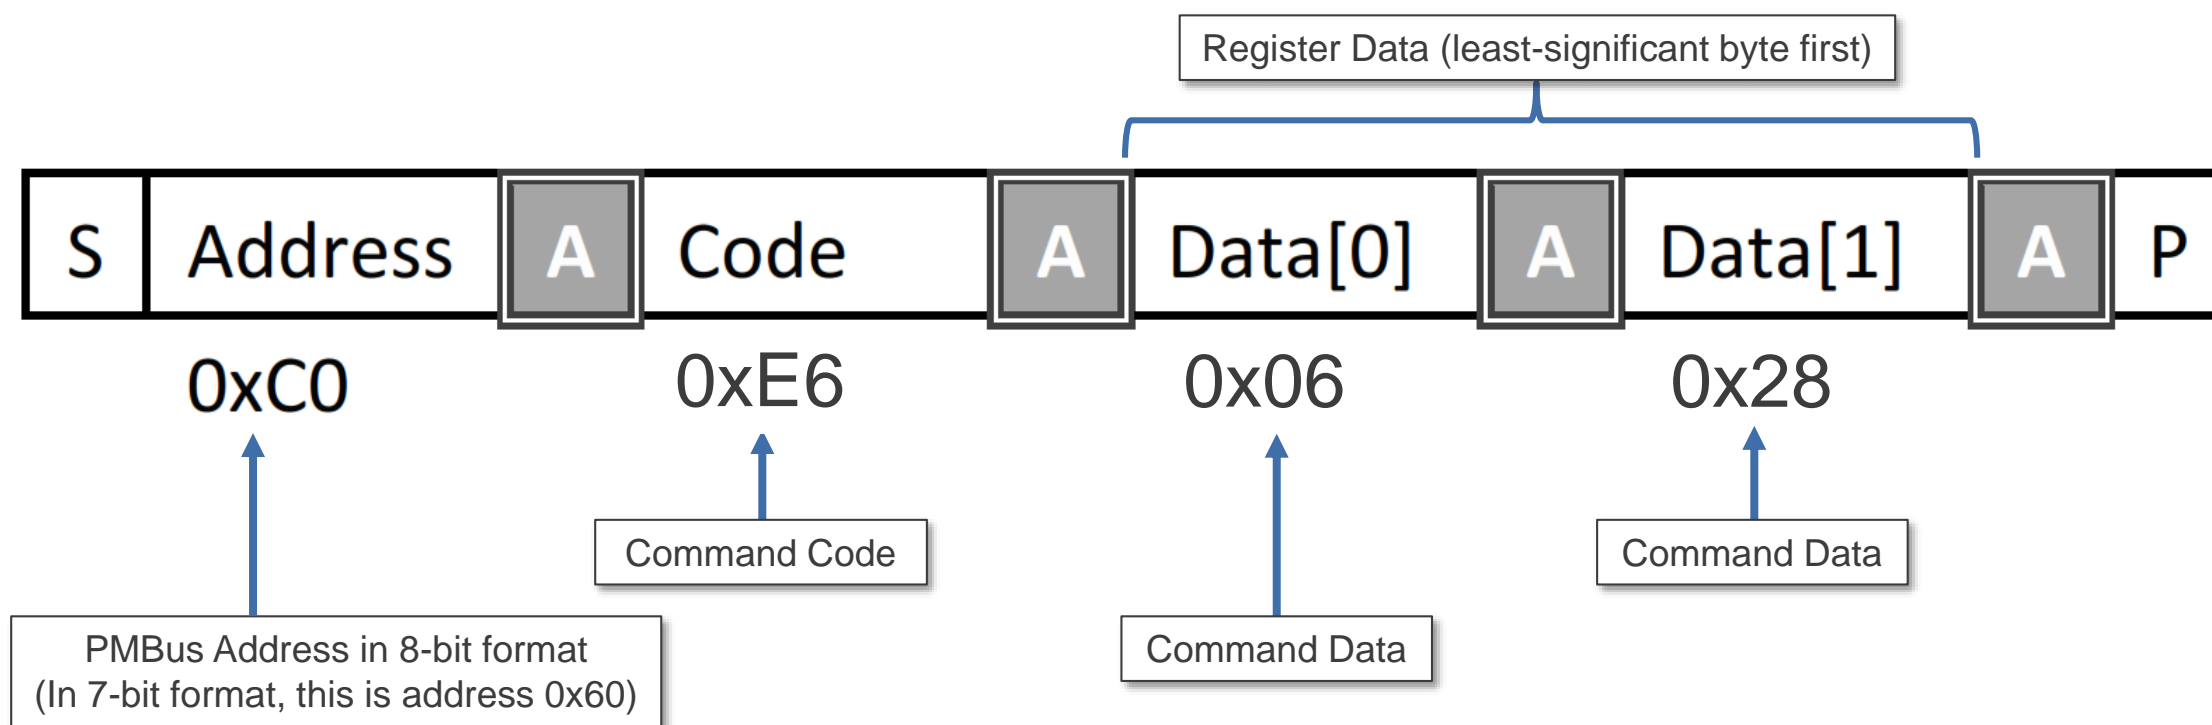 Register Data (least-significant byte first)
S Address A Code A Data[0] A Data[1] A P
0xC0 0xE6 0x06 0x28
Command Code
Command Data
PMBus Address in 8-bit format
(In 7-bit format, this is address 0x60)
Command Data